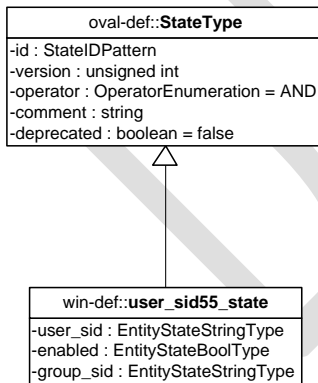 oval-def::StateType
-id : StateIDPattern
-version : unsigned int
-operator : OperatorEnumeration = AND
-comment : string
-deprecated : boolean = false
win-def::user_sid55_state
-user_sid : EntityStateStringType
-enabled : EntityStateBoolType
-group_sid : EntityStateStringType